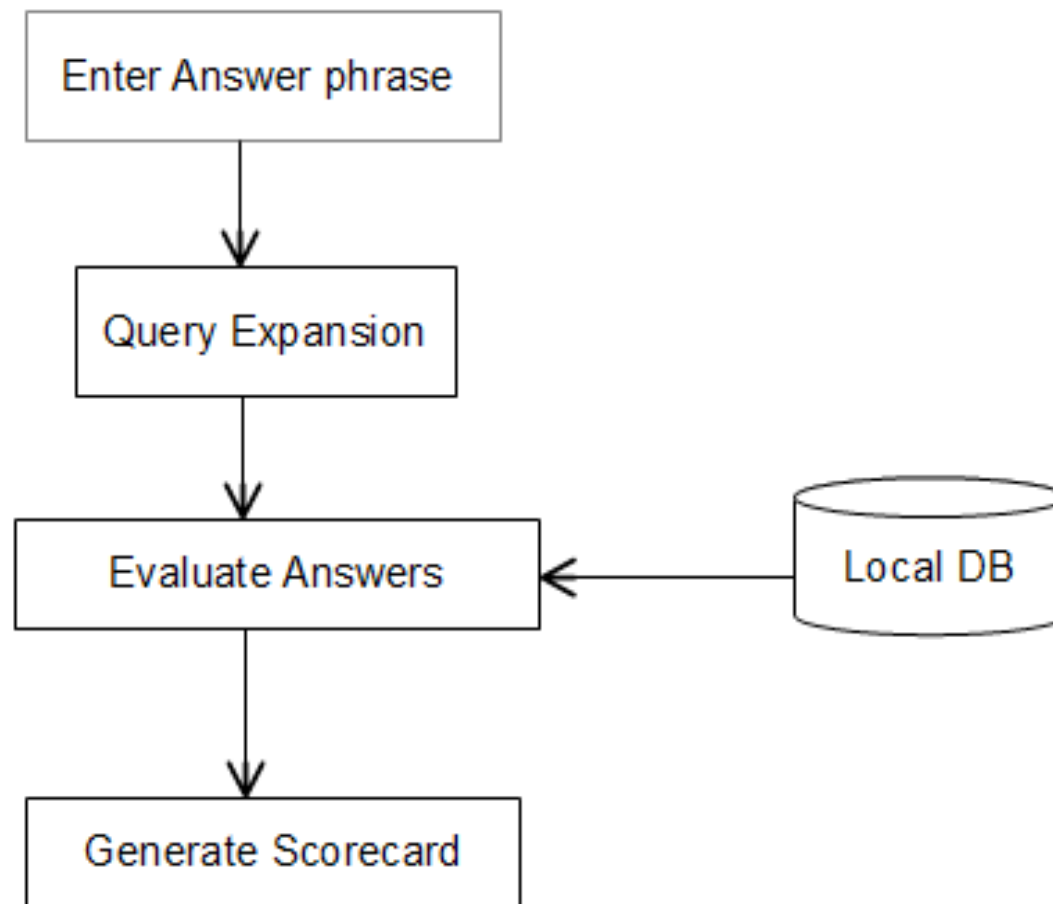 Enter Answer phrase
Query Expansion
Evaluate Answers
Local DB
Generate Scorecard